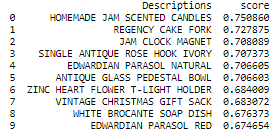 Descriptions score
0 HOMEMADE JAM SCENTED CANDLES 0.750860
1 REGENCY CAKE FORK 0.727875
2 JAM CLOCK MAGNET 0.708089
3 SINGLE ANTIQUE ROSE HOOK IVORY 0.707373
4 EDWARDIAN PARASOL NATURAL 0.706605
5 ANTIQUE GLASS PEDESTAL BOWL 0.706603
6 ZINC HEART FLOWER T-LIGHT HOLDER 0.684009
7 VINTAGE CHRISTMAS GIFT SACK 0.683072
8 WHITE BROCANTE SOAP DISH 0.676373
9 EDWARDIAN PARASOL RED 0.674654